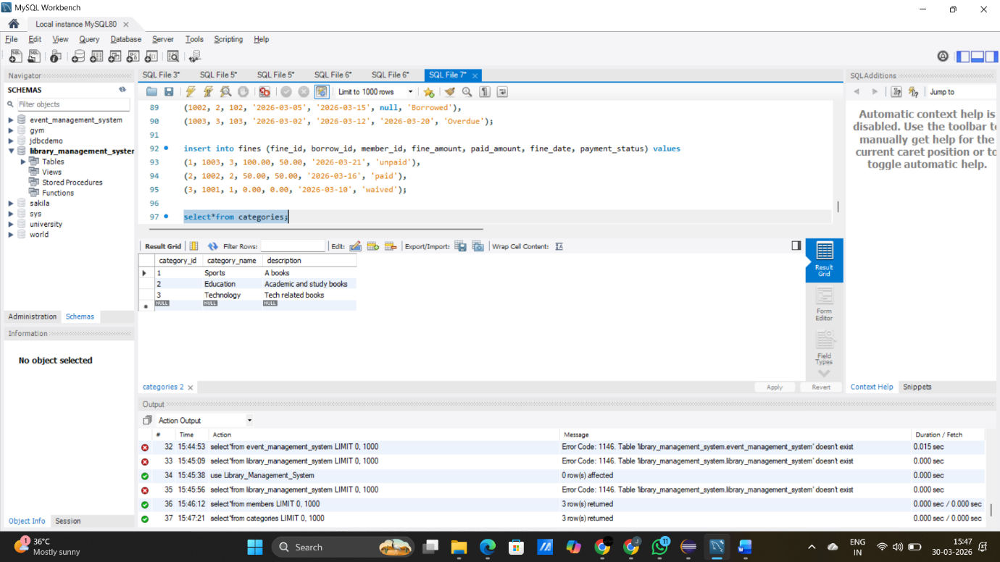 MySQL Workbench
Local instance MySQL80
File Edit View Query Database Server Tools Scripting Help
Navigator
SCHEMAS
Filter objects
event_management_system
gym
jdbcdemo
library_management_system
Tables
Views
Stored Procedures
Functions
sakila
sys
university
world
Administration Schemas
Information
No object selected
Object Info Session
SQL File 3* SQL File 5* SQL File 5* SQL File 6* SQL File 6* SQL File 7*
Limit to 1000 rows
89 (1002, 2, 102, '2026-03-05', '2026-03-15', null, 'Borrowed'),
90 (1003, 3, 103, '2026-03-02', '2026-03-12', '2026-03-20', 'Overdue');
91
92 insert into fines (fine_id, borrow_id, member_id, fine_amount, paid_amount, fine_date, payment_status) values
93 (1, 1003, 3, 100.00, 50.00, '2026-03-21', 'unpaid'),
94 (2, 1002, 2, 50.00, 50.00, '2026-03-16', 'paid'),
95 (3, 1001, 1, 0.00, 0.00, '2026-03-10', 'waived');
96
97 select*from categories;
Result Grid Filter Rows: Edit: Export/Import: Wrap Cell Content:
category_id category_name description
1 Sports A books
2 Education Academic and study books
3 Technology Tech related books
NULL NULL NULL
Result Grid
Form Editor
Field Types
categories 2
Apply Revert
SQLAdditions
Jump to
Automatic context help is
disabled. Use the toolbar to
manually get help for the
current caret position or to
toggle automatic help.
Context Help Snippets
Output
Action Output
# Time Action Message Duration / Fetch
32 15:44:53 select*from event_management_system LIMIT 0, 1000 Error Code: 1146. Table 'library_management_system.event_management_system' doesn't exist 0.015 sec
33 15:45:09 select*from library_management_system LIMIT 0, 1000 Error Code: 1146. Table 'library_management_system.library_management_system' doesn't exist 0.000 sec
34 15:45:38 use Library_Management_System 0 row(s) affected 0.000 sec
35 15:45:56 select*from library_management_system LIMIT 0, 1000 Error Code: 1146. Table 'library_management_system.library_management_system' doesn't exist 0.000 sec
36 15:46:12 select*from members LIMIT 0, 1000 3 row(s) returned 0.000 sec / 0.000 sec
37 15:47:21 select*from categories LIMIT 0, 1000 3 row(s) returned 0.000 sec / 0.000 sec
1
36°C
Mostly sunny
Search
11
ENG
IN
15:47
30-03-2026